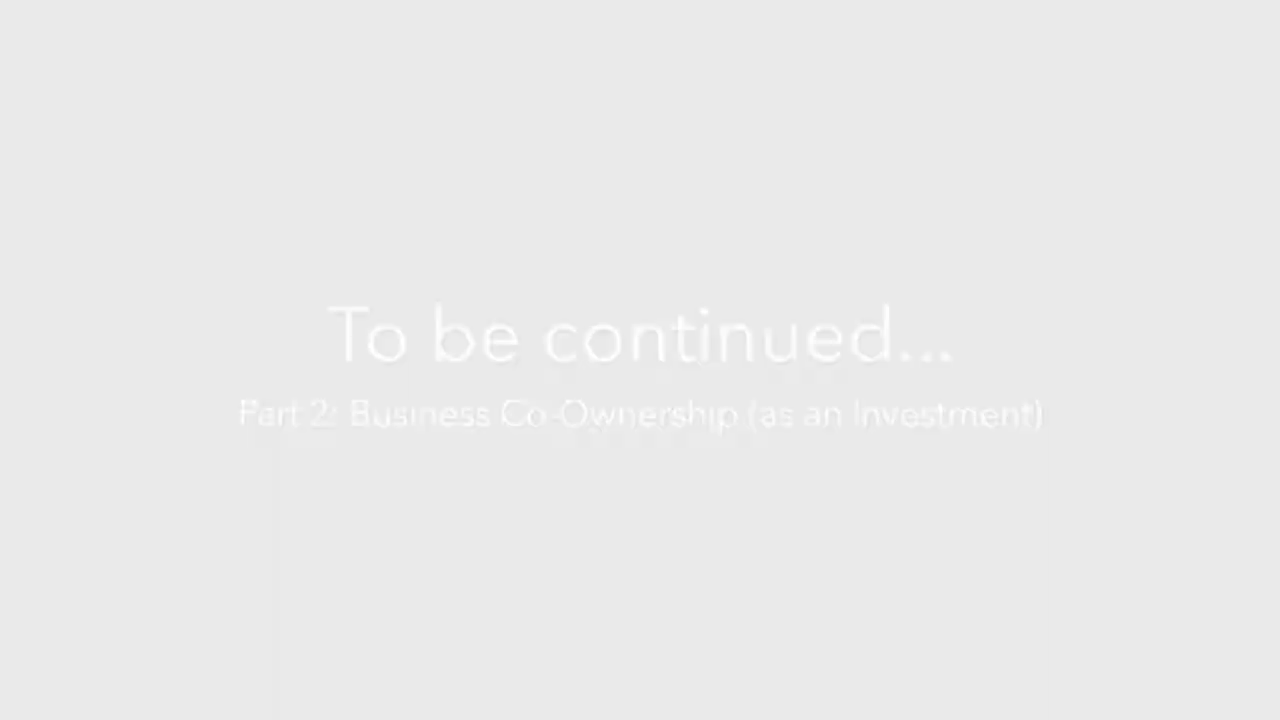 To be continued...
Part 2: Business Co-Ownership (as an Investment)